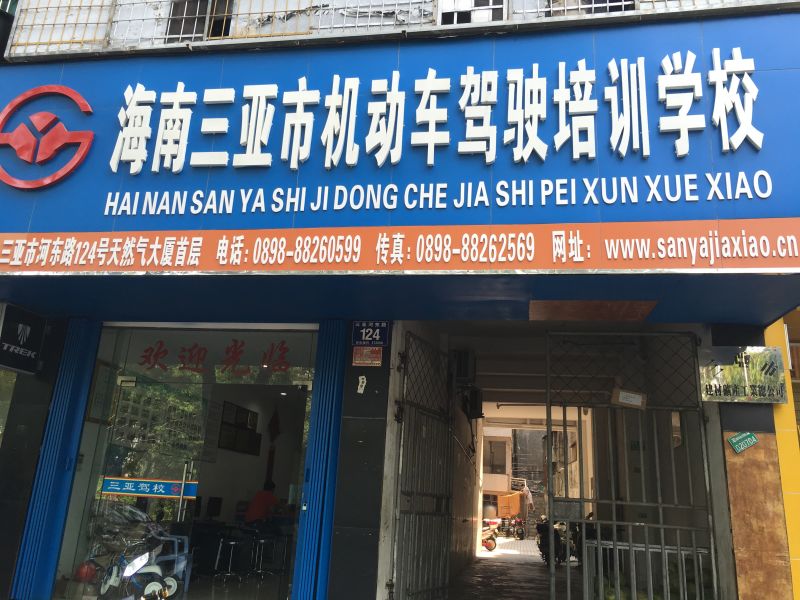 海南三亚市机动车驾驶培训学校
HAI NAN SAN YA SHI JI DONG CHE JIA SHI PEI XUN XUE XIAO
三亚市河东路124号天然气大厦首层 电话：0898-88260599 传真：0898-88262569 网址：www.sanyajiaxiao.cn
TREK
欢迎光临
124
三亚驾校
D2070A